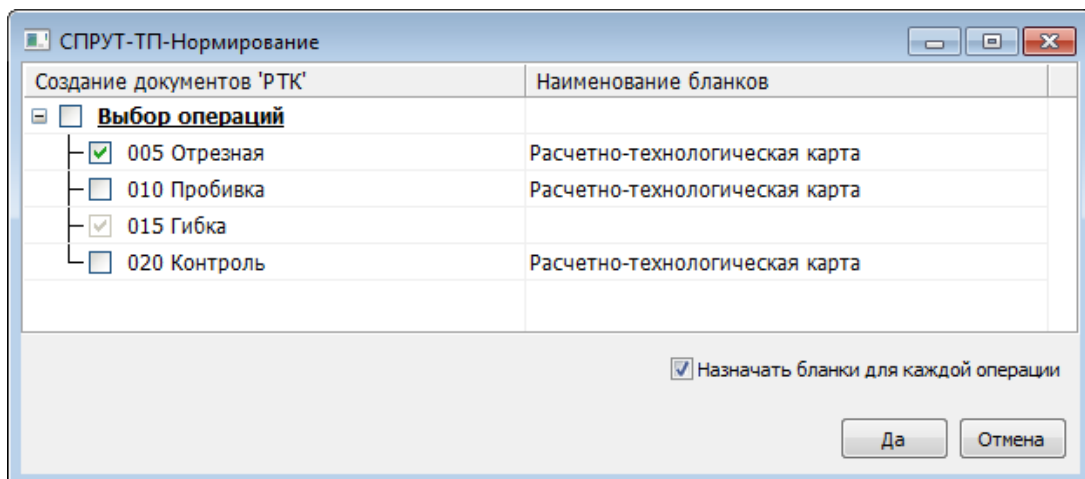 СПРУТ-ТП-Нормирование
Создание документов 'РТК' Наименование бланков
Выбор операций
005 Отрезная Расчетно-технологическая карта
010 Пробивка Расчетно-технологическая карта
015 Гибка
020 Контроль Расчетно-технологическая карта
Назначать бланки для каждой операции
Да Отмена